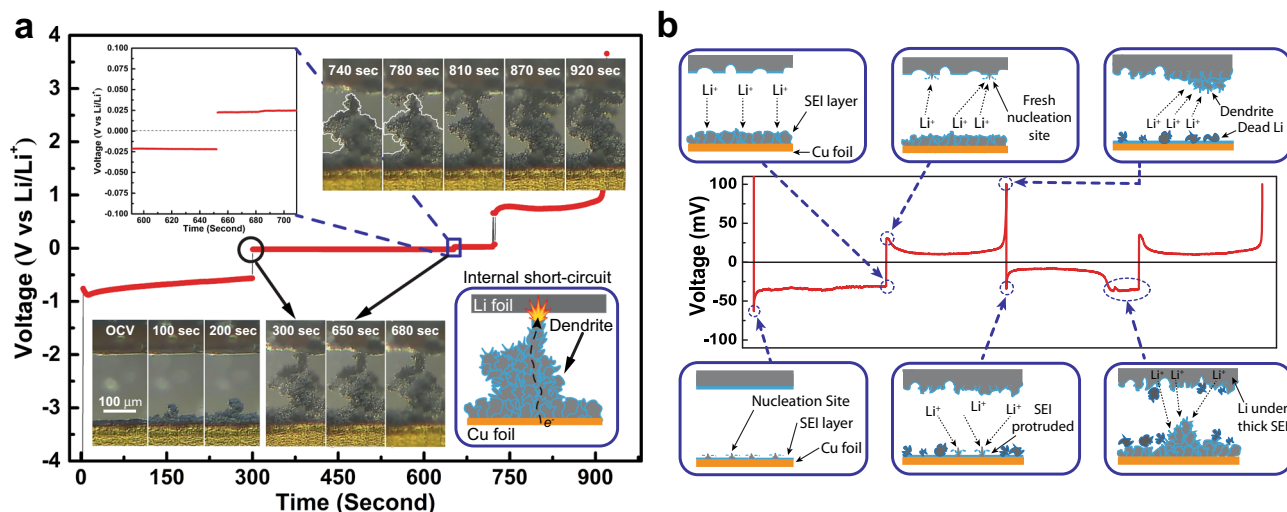 a
Voltage (V vs Li/Li+)
4
3
2
1
0
-1
-2
-3
-4
0
150
300
450
600
750
900
Time (Second)
Voltage (V vs Li/Li+)
0.100
0.075
0.050
0.025
0.000
-0.025
-0.050
-0.075
-0.100
600
620
640
660
680
700
Time (Second)
740 sec
780 sec
810 sec
870 sec
920 sec
OCV
100 sec
200 sec
300 sec
650 sec
680 sec
100 μm
Internal short-circuit
Li foil
Dendrite
e-
Cu foil
b
Li+
Li+
Li+
SEI layer
Cu foil
Li+
Li+
Li+
Fresh
nucleation
site
Li+
Li+
Li+
Dendrite
Dead Li
Voltage (mV)
100
50
0
-50
-100
Nucleation Site
SEI layer
Cu foil
Li+
Li+
Li+
SEI
protruded
Li+
Li+
Li+
Li under
thick SEI